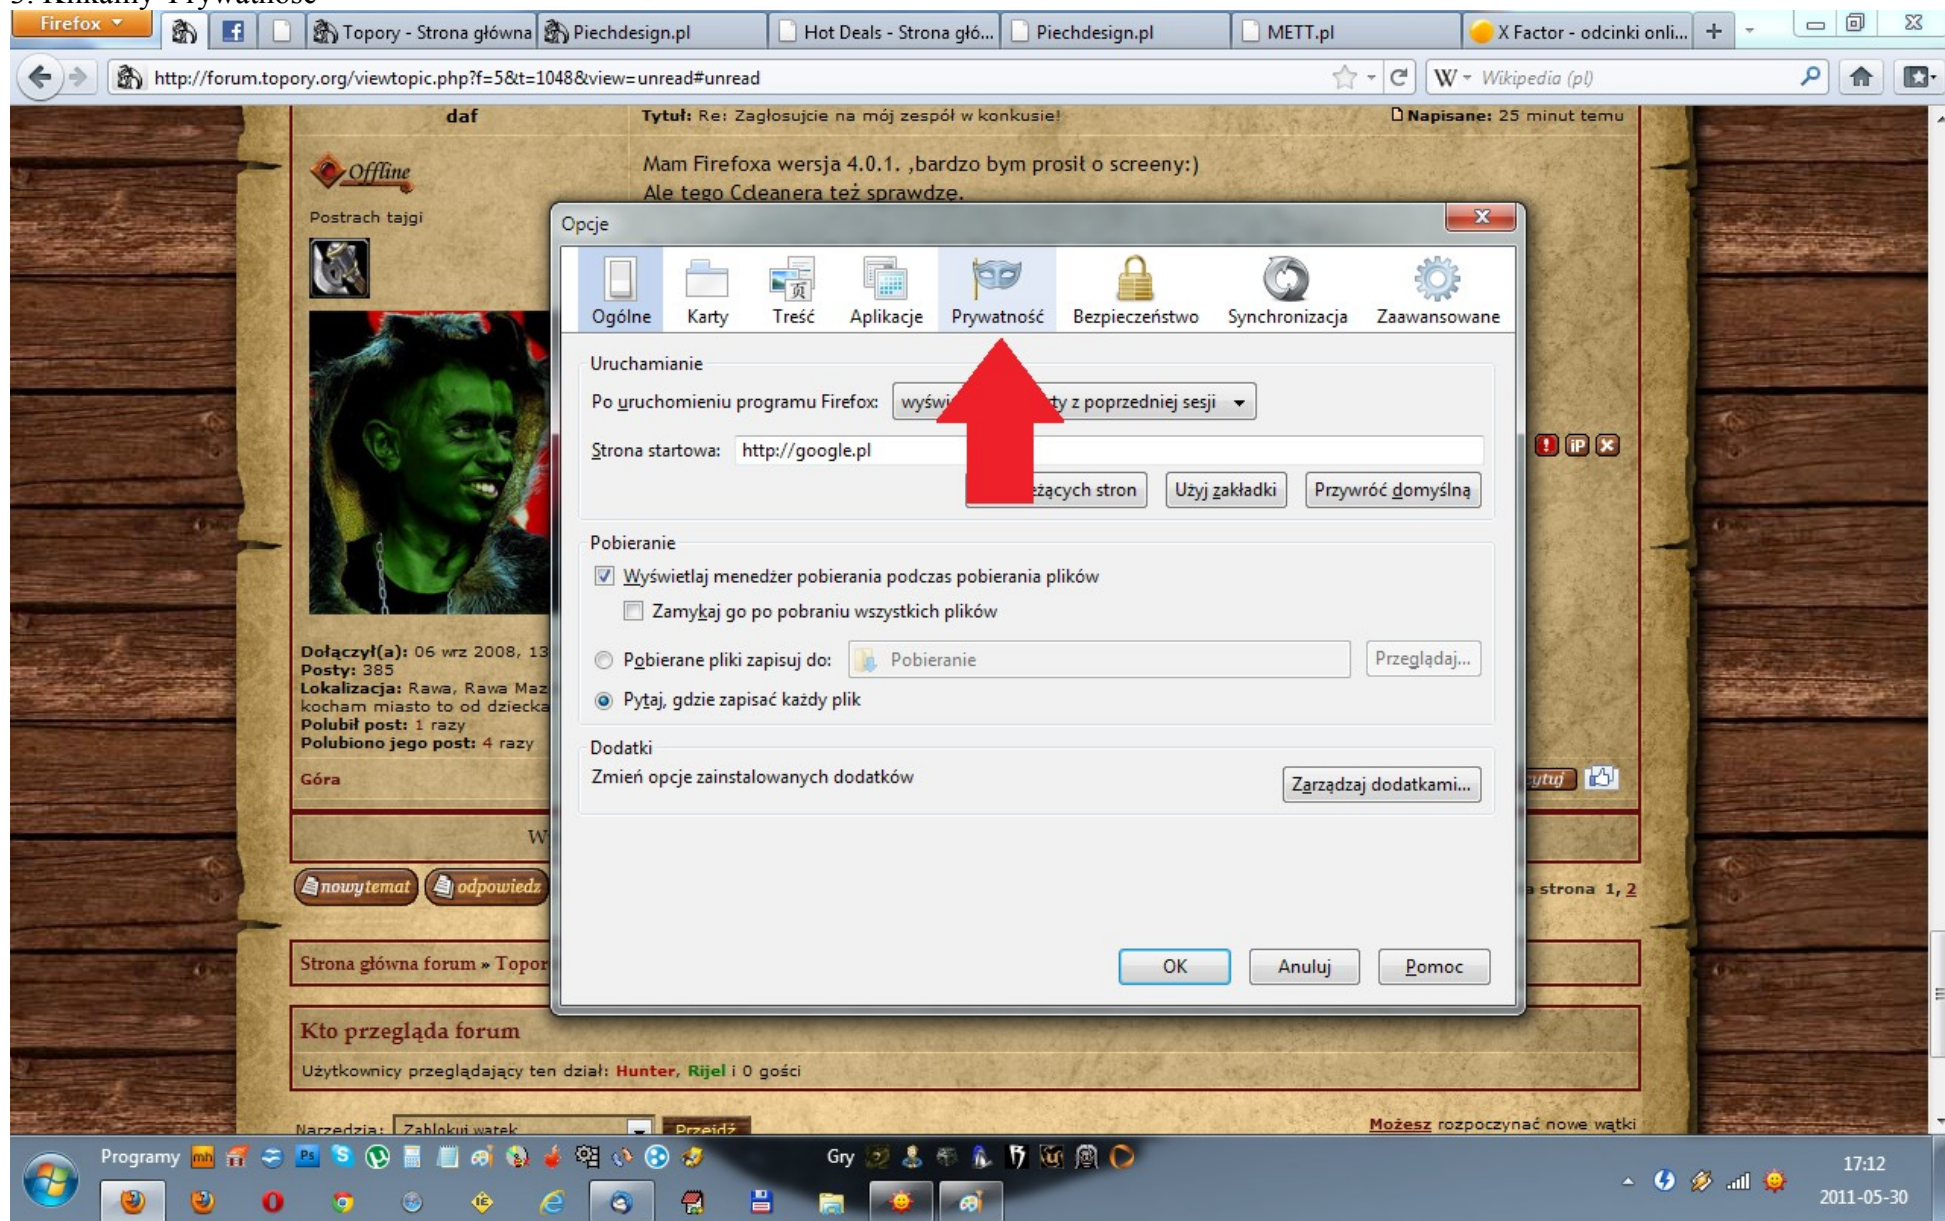 3. Klikamy 'Prywatność'
Firefox
Topory - Strona główna
Piechdesign.pl
Hot Deals - Strona głó...
Piechdesign.pl
METT.pl
X Factor - odcinki onli...
http://forum.topory.org/viewtopic.php?f=5&t=1048&view=unread#unread
Wikipedia (pl)
daf
Tytuł: Re: Zagłosujcie na mój zespół w konkusie!
Napisane: 25 minut temu
Offline
Mam Firefoxa wersja 4.0.1. ,bardzo bym prosił o screeny:)
Ale tego Ccleanera też sprawdzę.
Postrach tajgi
Opcje
Ogólne
Karty
Treść
Aplikacje
Prywatność
Bezpieczeństwo
Synchronizacja
Zaawansowane
Uruchamianie
Po uruchomieniu programu Firefox:
z poprzedniej sesji
Strona startowa:
http://google.pl
stron
Użyj zakładki
Przywróć domyślną
Pobieranie
Wyświetlaj menedżer pobierania podczas pobierania plików
Zamykaj go po pobraniu wszystkich plików
Pobierane pliki zapisuj do:
Pobieranie
Przeglądaj...
Pytaj, gdzie zapisać każdy plik
Dodatki
Zmień opcje zainstalowanych dodatków
Zarządzaj dodatkami...
OK
Anuluj
Pomoc
Dołączył(a): 06 wrz 2008, 13
Posty: 385
Lokalizacja: Rawa, Rawa Maz
kocham miasto to od dziecka
Polubił post: 1 razy
Polubiono jego post: 4 razy
Góra
W
nowy temat
odpowiedz
strona 1, 2
Strona główna forum » Topor
Kto przegląda forum
Użytkownicy przeglądający ten dział: Hunter, Rijel i 0 gości
Narzędzia:
Zablokuj wątek
Przejdź
Możesz rozpoczynać nowe wątki
Programy
Gry
17:12
2011-05-30